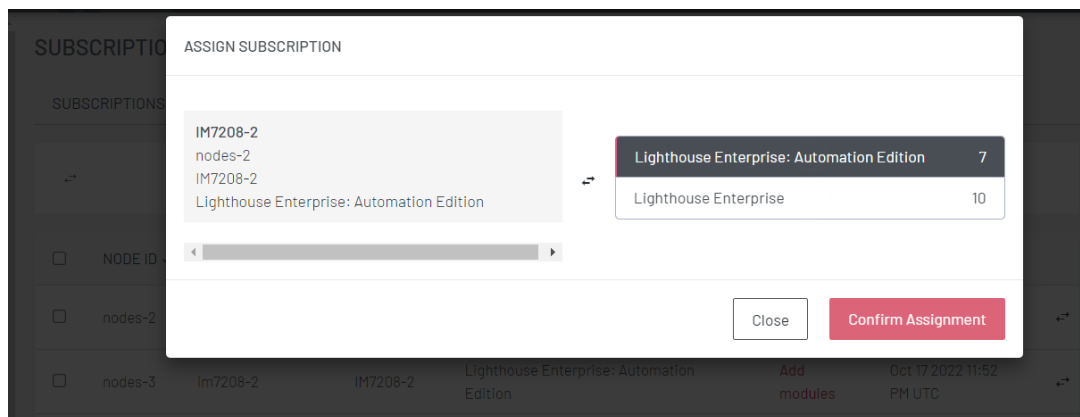 SUBSCRIPTIO
ASSIGN SUBSCRIPTION
SUBSCRIPTIONS
IM7208-2
nodes-2
IM7208-2
Lighthouse Enterprise: Automation Edition
Lighthouse Enterprise: Automation Edition 7
Lighthouse Enterprise 10
NODE ID
Close
Confirm Assignment
nodes-2
nodes-3 Im7208-2 IM7208-2 Lighthouse Enterprise: Automation Edition Add modules Oct 17 2022 11:52 PM UTC